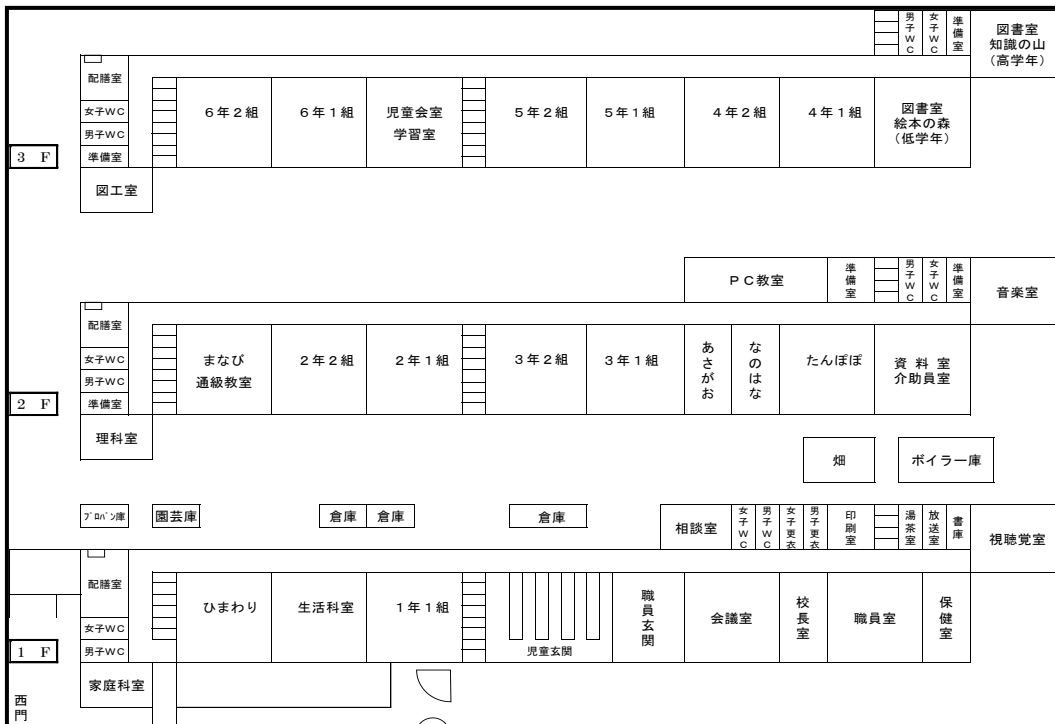 男子WC
女子WC
準備室
図書室
知識の山
(高学年)
配膳室
女子WC
男子WC
準備室
図工室
6年2組
6年1組
児童会室
学習室
5年2組
5年1組
4年2組
4年1組
図書室
絵本の森
(低学年)
3 F
PC教室
準備室
男子WC
女子WC
準備室
音楽室
配膳室
女子WC
男子WC
準備室
理科室
まなび
通級教室
2年2組
2年1組
3年2組
3年1組
あさがお
なのはな
たんぽぽ
資料室
介助員室
2 F
畑
ボイラー庫
プロパン庫
園芸庫
倉庫
倉庫
倉庫
相談室
女子WC
男子WC
女子更衣
男子更衣
印刷室
湯茶室
放送室
書庫
視聴覚室
配膳室
女子WC
男子WC
家庭科室
ひまわり
生活科室
1年1組
児童玄関
職員玄関
会議室
校長室
職員室
保健室
1 F
西門